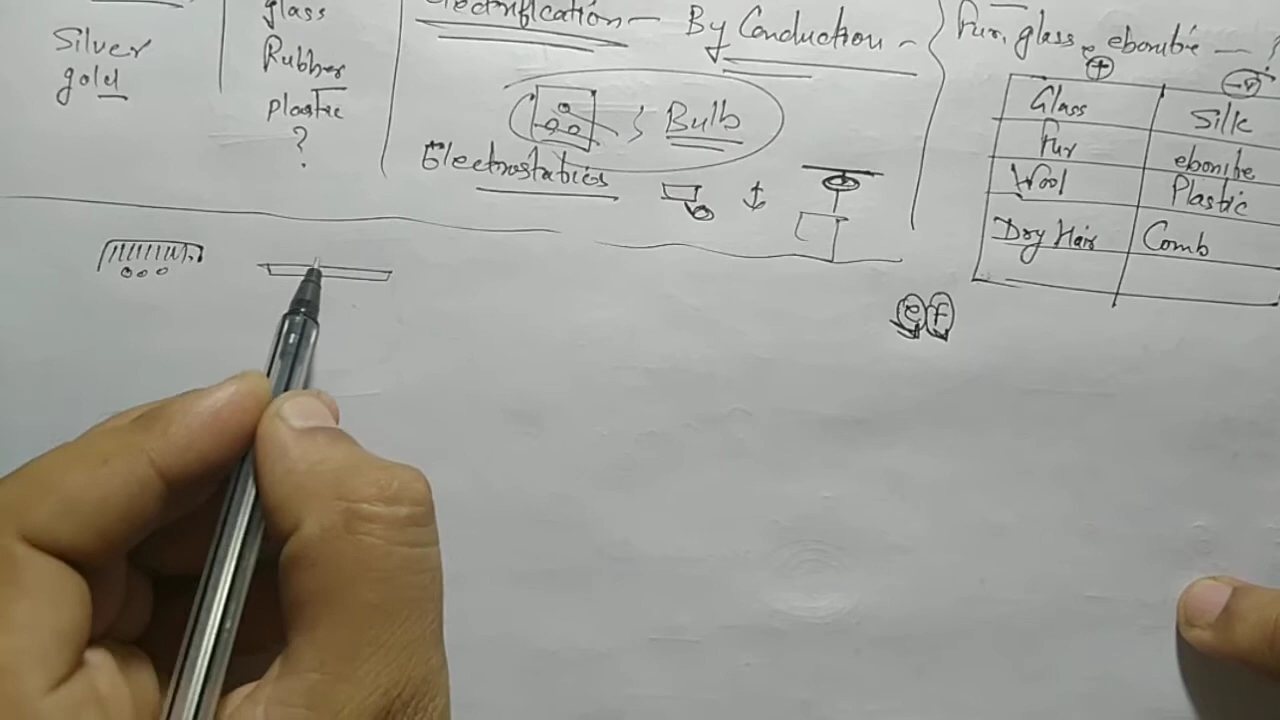 Silver
gold
glass
Rubber
plastic
?
Electrification - By Conduction -
Bulb
Electrostatics
Fur, glass, ebonite - ?
+
Glass Silk
Fur ebonite
Wool Plastic
Dry Hair Comb
e f